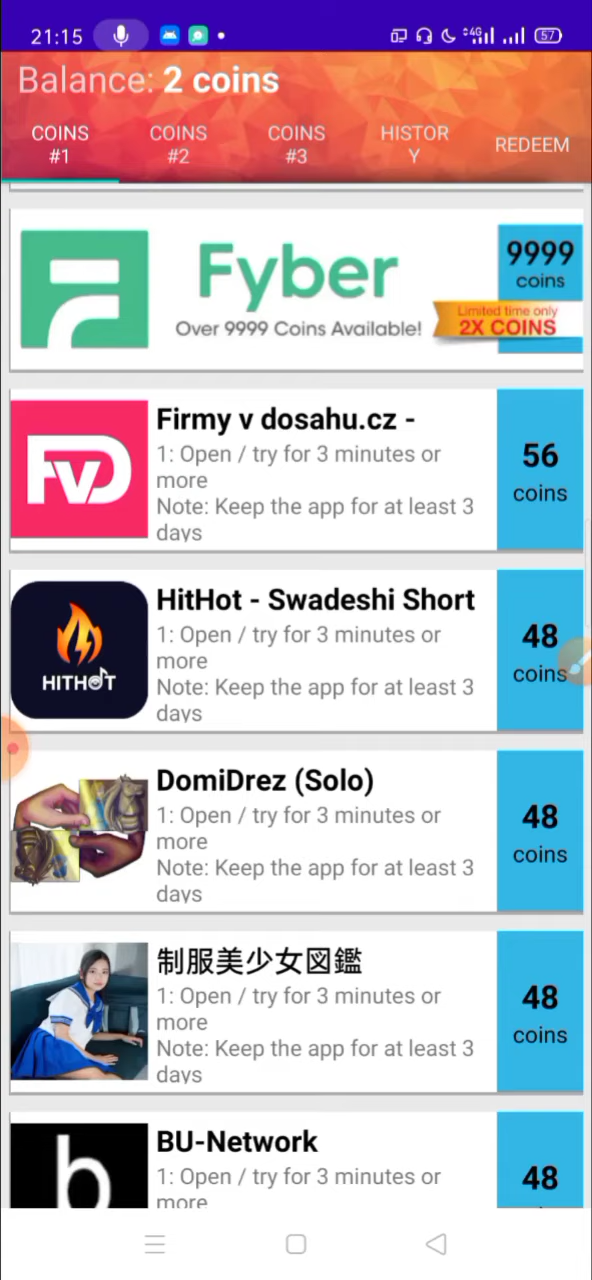 21:15
4G
57
Balance: 2 coins
COINS #1
COINS #2
COINS #3
HISTOR
Y
REDEEM
Fyber
Over 9999 Coins Available!
9999
coins
Limited time only
2X COINS
FVD
Firmy v dosahu.cz -
1: Open / try for 3 minutes or
more
Note: Keep the app for at least 3
days
56
coins
HITHOT
HitHot - Swadeshi Short
1: Open / try for 3 minutes or
more
Note: Keep the app for at least 3
days
48
coins
DomiDrez (Solo)
1: Open / try for 3 minutes or
more
Note: Keep the app for at least 3
days
48
coins
制服美少女図鑑
1: Open / try for 3 minutes or
more
Note: Keep the app for at least 3
days
48
coins
b
BU-Network
1: Open / try for 3 minutes or
more
48